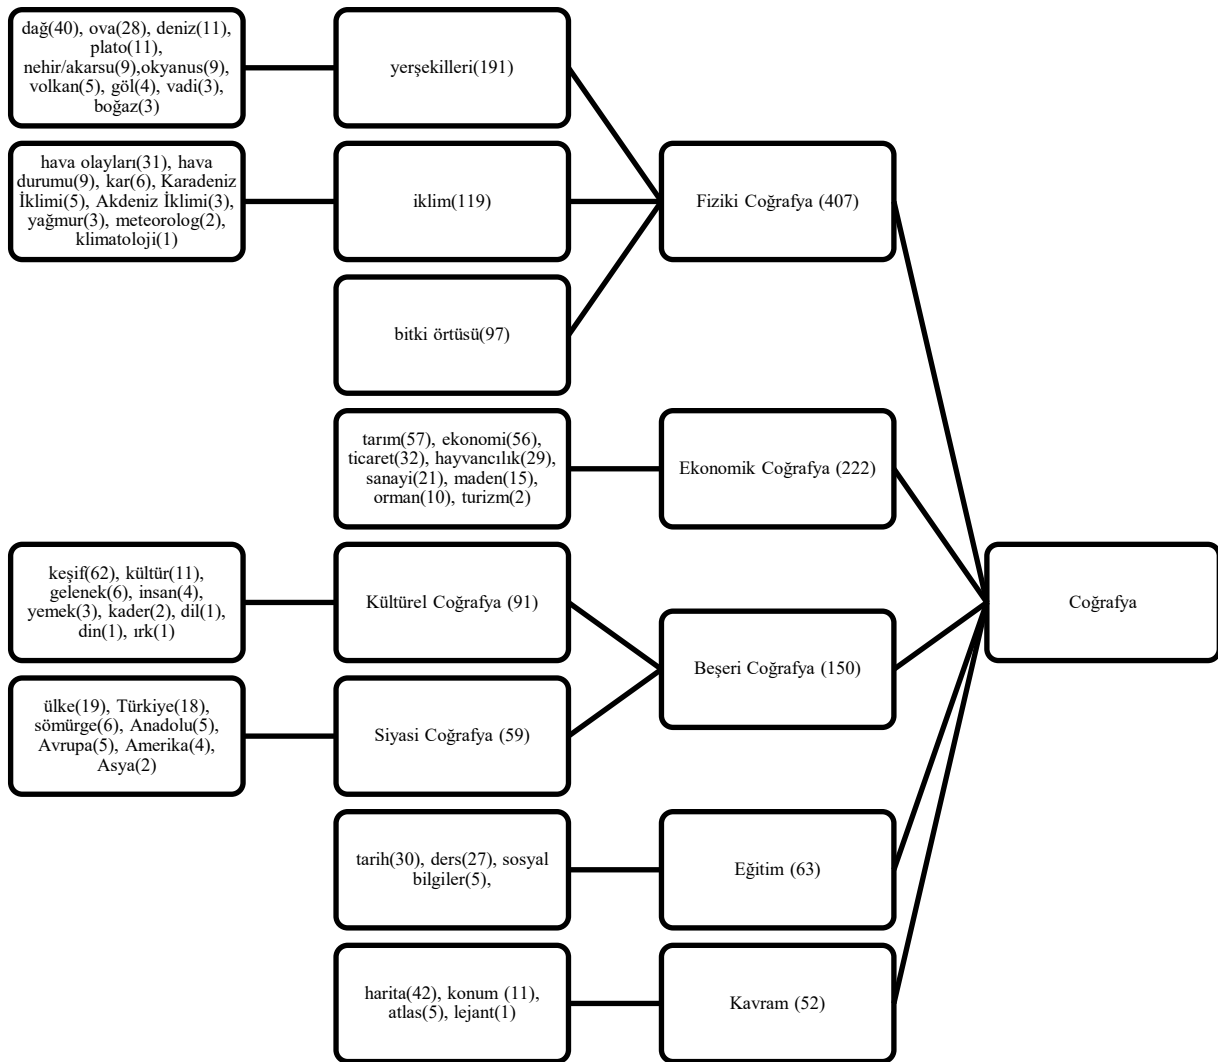 dağ(40), ova(28), deniz(11),
plato(11),
nehir/akarsu(9),okyanus(9),
volkan(5), göl(4), vadi(3),
boğaz(3)
yerşekilleri(191)
hava olayları(31), hava
durumu(9), kar(6), Karadeniz
İklimi(5), Akdeniz İklimi(3),
yağmur(3), meteorolog(2),
klimatoloji(1)
iklim(119)
Fiziki Coğrafya (407)
bitki örtüsü(97)
tarım(57), ekonomi(56),
ticaret(32), hayvancılık(29),
sanayi(21), maden(15),
orman(10), turizm(2)
Ekonomik Coğrafya (222)
keşif(62), kültür(11),
gelenek(6), insan(4),
yemek(3), kader(2), dil(1),
din(1), ırk(1)
Kültürel Coğrafya (91)
Beşeri Coğrafya (150)
Coğrafya
ülke(19), Türkiye(18),
sömürge(6), Anadolu(5),
Avrupa(5), Amerika(4),
Asya(2)
Siyasi Coğrafya (59)
tarih(30), ders(27), sosyal
bilgiler(5),
Eğitim (63)
harita(42), konum (11),
atlas(5), lejant(1)
Kavram (52)